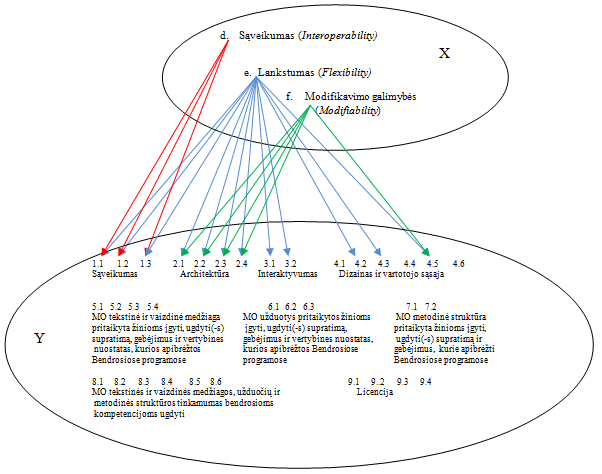 d. Sąveikumas (Interoperability)
X
e. Lankstumas (Flexibility)
f. Modifikavimo galimybės
(Modifiability)
1.1 1.2 1.3 2.1 2.2 2.3 2.4 3.1 3.2 4.1 4.2 4.3 4.4 4.5 4.6
Sąveikumas Architektūra Interaktyvumas Dizainas ir vartotojo sąsaja
Y
5.1 5.2 5.3 5.4
MO tekstinė ir vaizdinė medžiaga
pritaikyta žinioms įgyti, ugdyti(-s)
supratimą, gebėjimus ir vertybines
nuostatas, kurios apibrėžtos
Bendrosiose programose
6.1 6.2 6.3
MO užduotys pritaikytos žinioms
įgyti, ugdyti(-s) supratimą,
gebėjimus ir vertybines nuostatas,
kurios apibrėžtos Bendrosiose
programose
7.1 7.2
MO metodinė struktūra
pritaikyta žinioms įgyti,
ugdyti(-s) supratimą ir
gebėjimus, kurie apibrėžti
Bendrosiose programose
8.1 8.2 8.3 8.4 8.5 8.6
MO tekstinės ir vaizdinės medžiagos, užduočių ir
metodinės struktūros tinkamumas bendrosioms
kompetencijoms ugdyti
9.1 9..2 9.3 9.4
Licencija